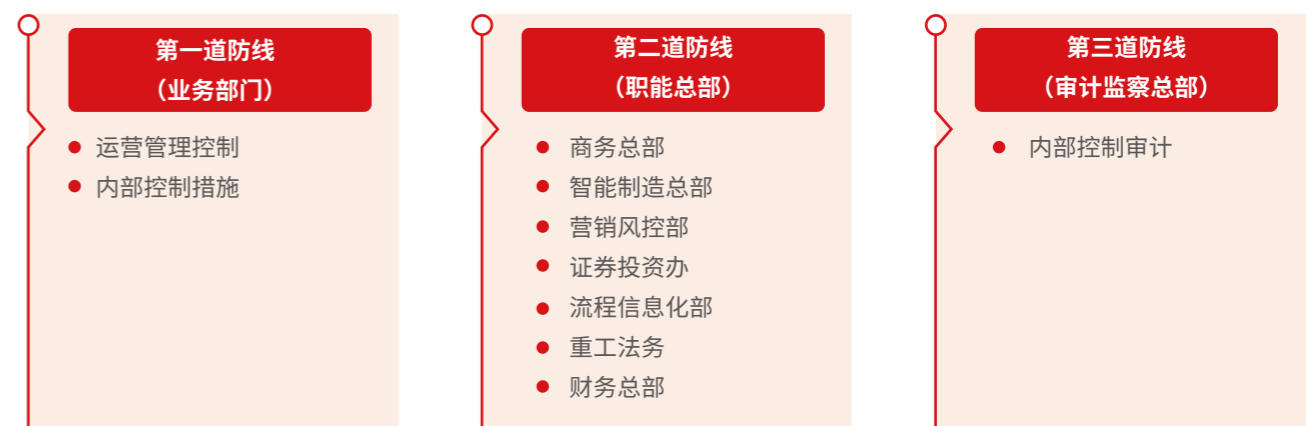 第一道防线
（业务部门）
运营管理控制
内部控制措施
第二道防线
（职能总部）
商务总部
智能制造总部
营销风控部
证券投资办
流程信息化部
重工法务
财务总部
第三道防线
（审计监察总部）
内部控制审计